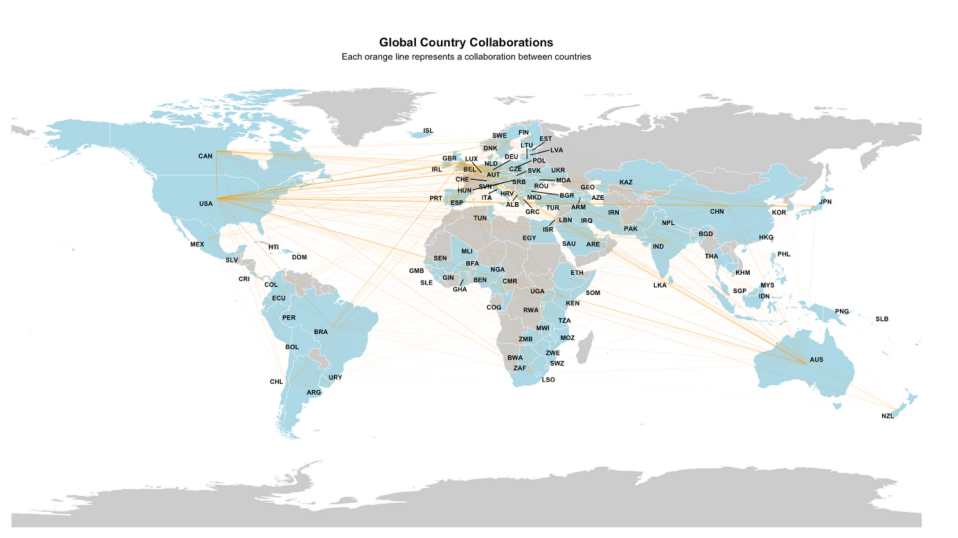 Global Country Collaborations
Each orange line represents a collaboration between countries
ISL
SWE
FIN
EST
LTU
LVA
DNK
DEU
POL
GBR
LUX
NLD
IRL
BEL
CZE
SVK
UKR
AUT
CHE
SRB
MDA
HUN
SVN
ROU
GEO
KAZ
PRT
ESP
ITA
HRV
MKD
BGR
AZE
ALB
GRC
TUR
ARM
IRN
CAN
USA
MEX
HTI
SLV
DOM
CRI
COL
ECU
PER
BRA
BOL
CHL
URY
ARG
TUN
LBN
IRQ
ISR
EGY
SAU
ARE
PAK
NPL
CHN
KOR
JPN
BGD
HKG
IND
THA
PHL
KHM
LKA
SGP
MYS
IDN
PNG
SLB
SEN
MLI
GMB
BFA
GIN
NGA
SLE
GHA
BEN
CMR
ETH
UGA
SOM
COG
RWA
KEN
TZA
MWI
ZMB
MOZ
BWA
ZWE
ZAF
SWZ
LSO
AUS
NZL